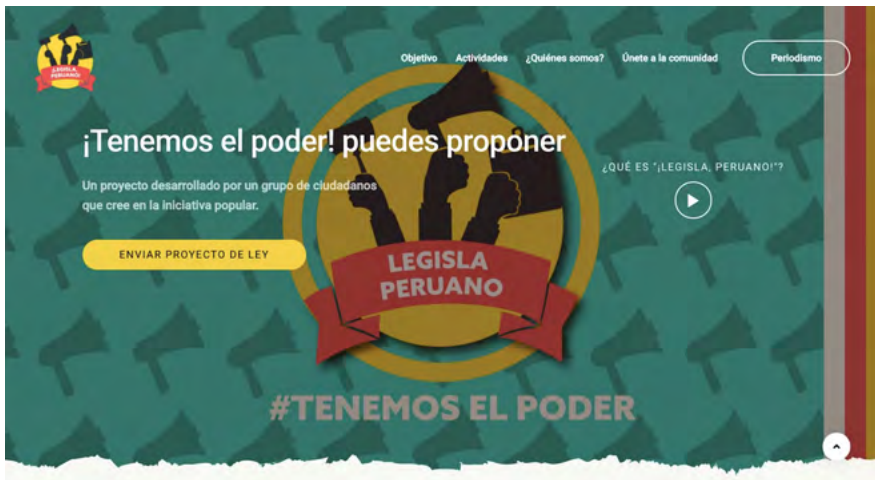 ¡LEGISLA,
PERUANO!
Objetivo
Actividades
¿Quiénes somos?
Únete a la comunidad
Periodismo
¡Tenemos el poder! puedes proponer
Un proyecto desarrollado por un grupo de ciudadanos
que cree en la iniciativa popular.
¿QUÉ ES "¡LEGISLA, PERUANO!"?
ENVIAR PROYECTO DE LEY
LEGISLA
PERUANO
#TENEMOS EL PODER